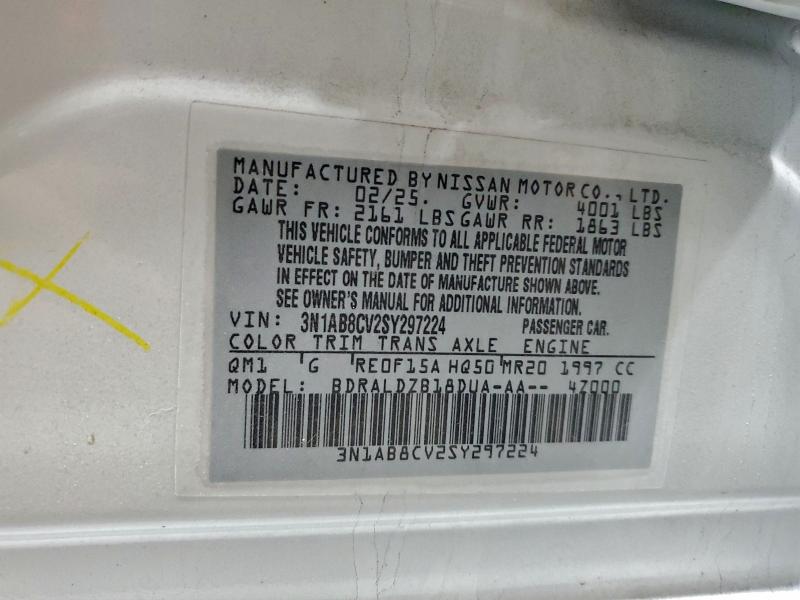 MANUFACTURED BY NISSAN MOTOR CO., LTD.
DATE: 02/25. GVWR: 4001 LBS
GAWR FR: 2161 LBS GAWR RR: 1863 LBS
THIS VEHICLE CONFORMS TO ALL APPLICABLE FEDERAL MOTOR
VEHICLE SAFETY, BUMPER AND THEFT PREVENTION STANDARDS
IN EFFECT ON THE DATE OF MANUFACTURE SHOWN ABOVE.
SEE OWNER'S MANUAL FOR ADDITIONAL INFORMATION.
VIN: 3N1AB8CV2SY297224 PASSENGER CAR.
COLOR TRIM TRANS AXLE ENGINE
QM1 G RE0F15A HQ50 MR20 1997 CC
MODEL: BDRALDZB18DUA-AA-- 4Z000
3N1AB8CV2SY297224